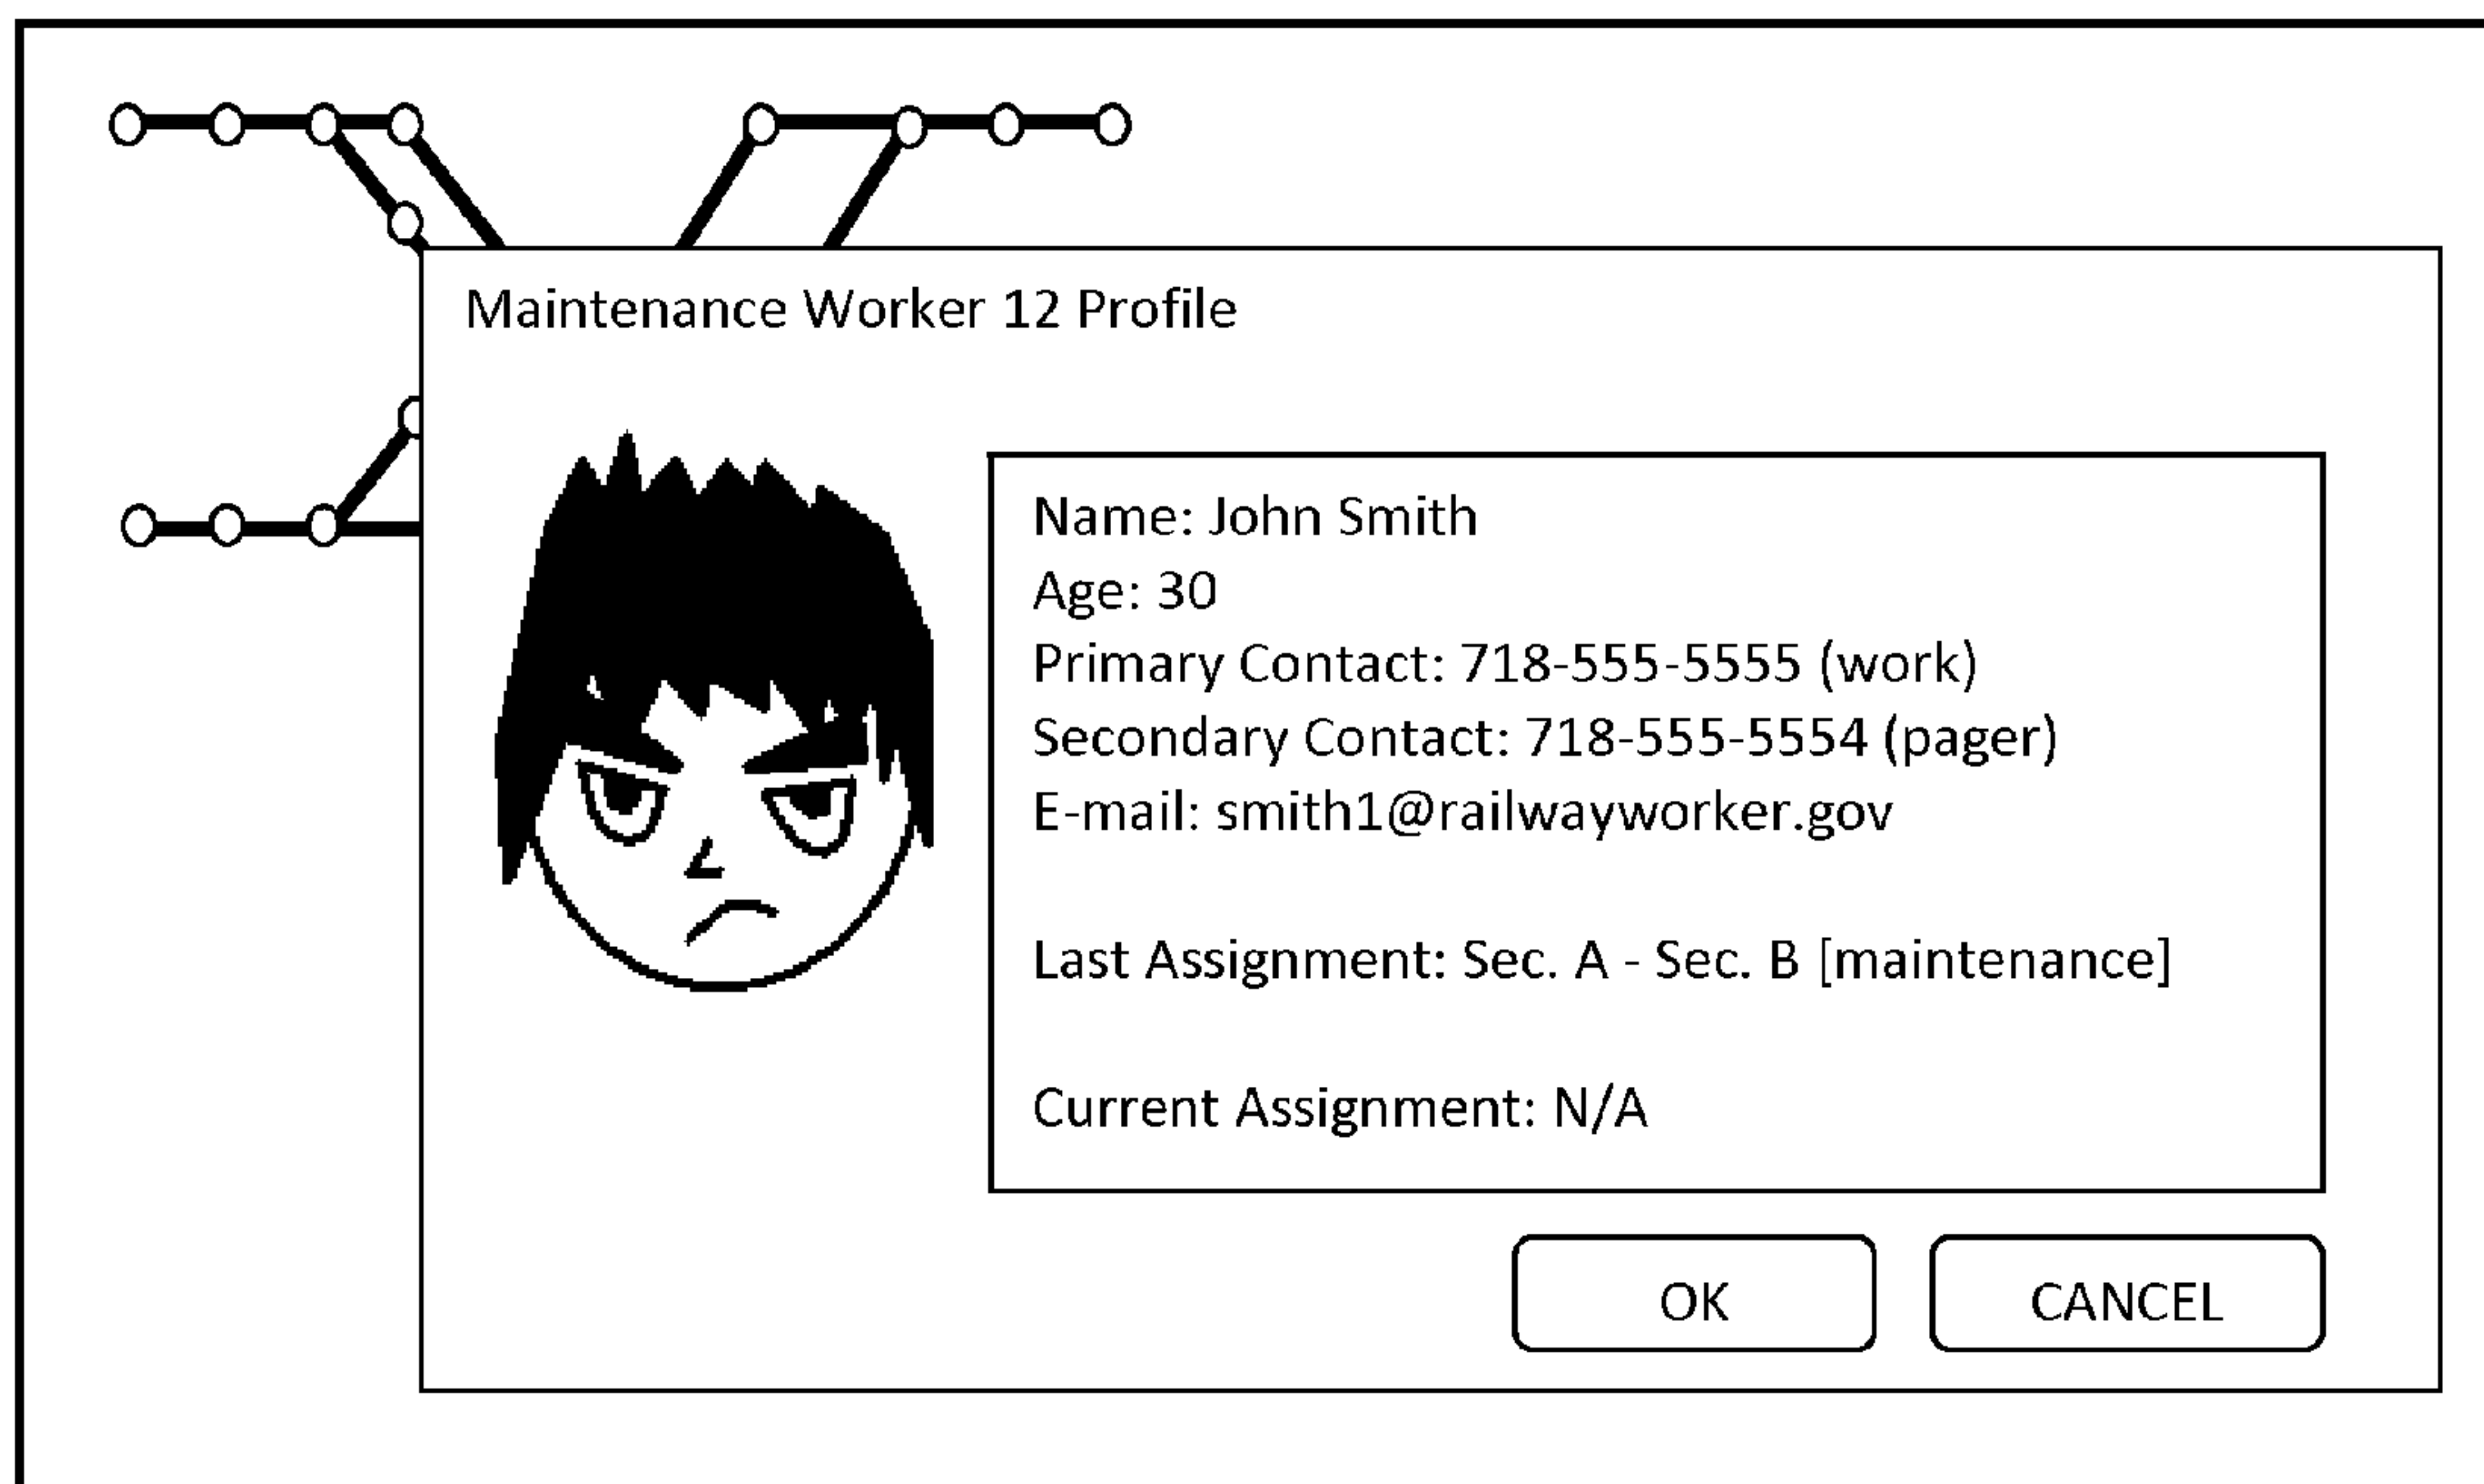 Maintenance Worker 12 Profile
Name: John Smith
Age: 30
Primary Contact: 718-555-5555 (work)
Secondary Contact: 718-555-5554 (pager)
E-mail: smith1@railwayworker.gov
Last Assignment: Sec. A - Sec. B [maintenance]
Current Assignment: N/A
OK
CANCEL